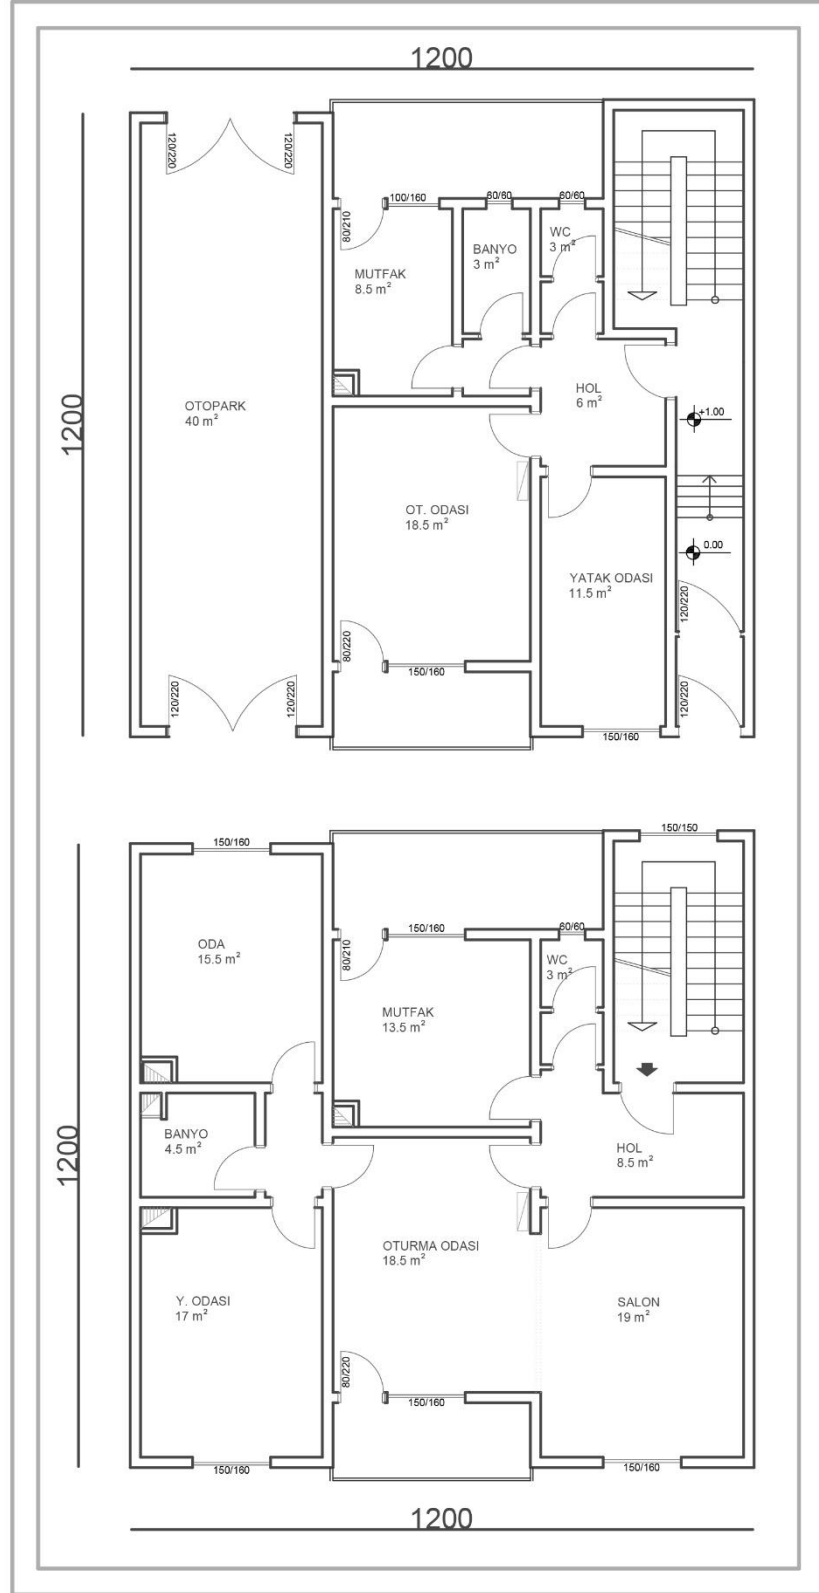 1200
120/220
120/220
100/160
60/60
60/60
80/210
WC
3 m²
BANYO
3 m²
MUTFAK
8.5 m²
HOL
6 m²
OTOPARK
40 m²
1200
+1.00
OT. ODASI
18.5 m²
0.00
YATAK ODASI
11.5 m²
120/220
80/220
150/160
120/220
120/220
120/220
150/160
150/150
150/160
60/60
150/160
ODA
15.5 m²
80/210
WC
3 m²
MUTFAK
13.5 m²
BANYO
4.5 m²
HOL
8.5 m²
1200
OTURMA ODASI
18.5 m²
Y. ODASI
17 m²
SALON
19 m²
80/220
150/160
150/160
150/160
1200